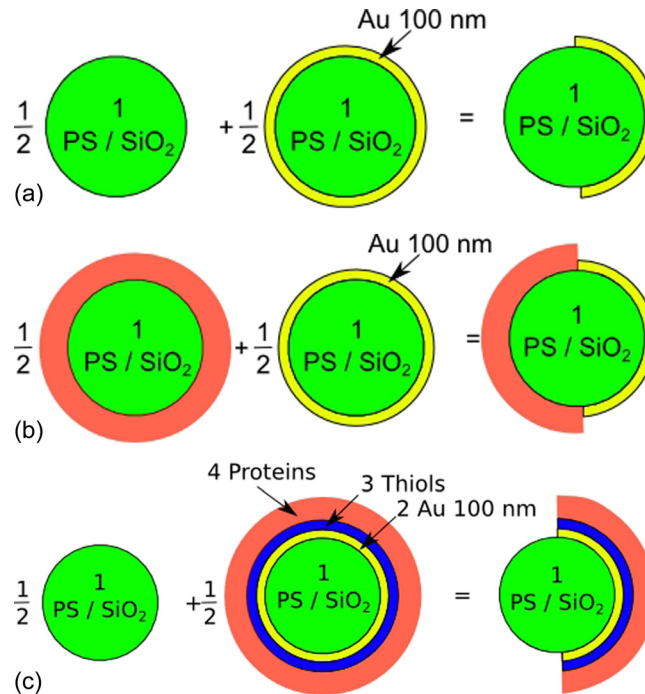 Au 100 nm
1
2
1
PS / SiO₂
+
1
2
1
PS / SiO₂
=
1
PS / SiO₂
(a)
Au 100 nm
1
2
1
PS / SiO₂
+
1
2
1
PS / SiO₂
=
1
PS / SiO₂
(b)
4 Proteins
3 Thiols
2 Au 100 nm
1
2
1
PS / SiO₂
+
1
2
1
PS / SiO₂
=
1
PS / SiO₂
(c)